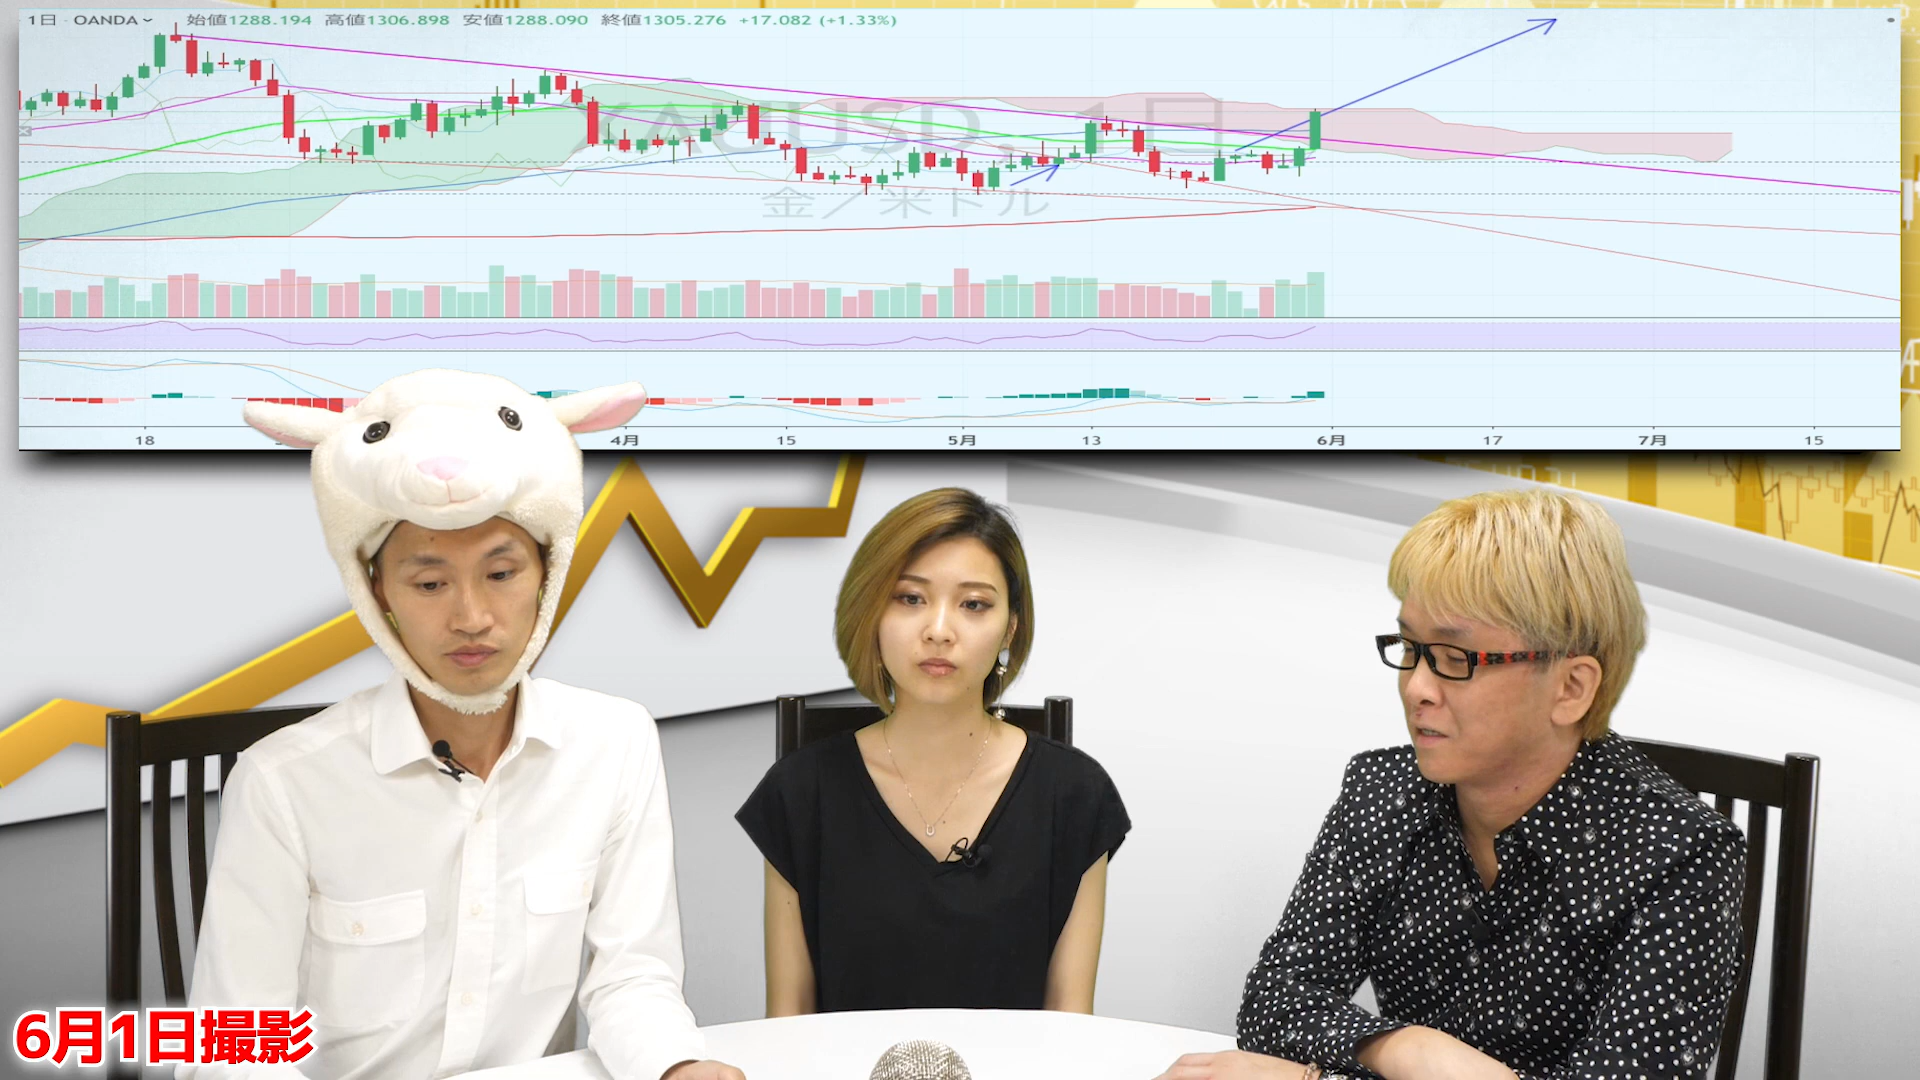 1日 · OANDA 始値1288.194 高値1306.898 安値1288.090 終値1305.276 +17.082 (+1.33%)
XAUUSD, 1日
金／米ドル
18 4月 15 5月 13 6月 17 7月 15
6月1日撮影